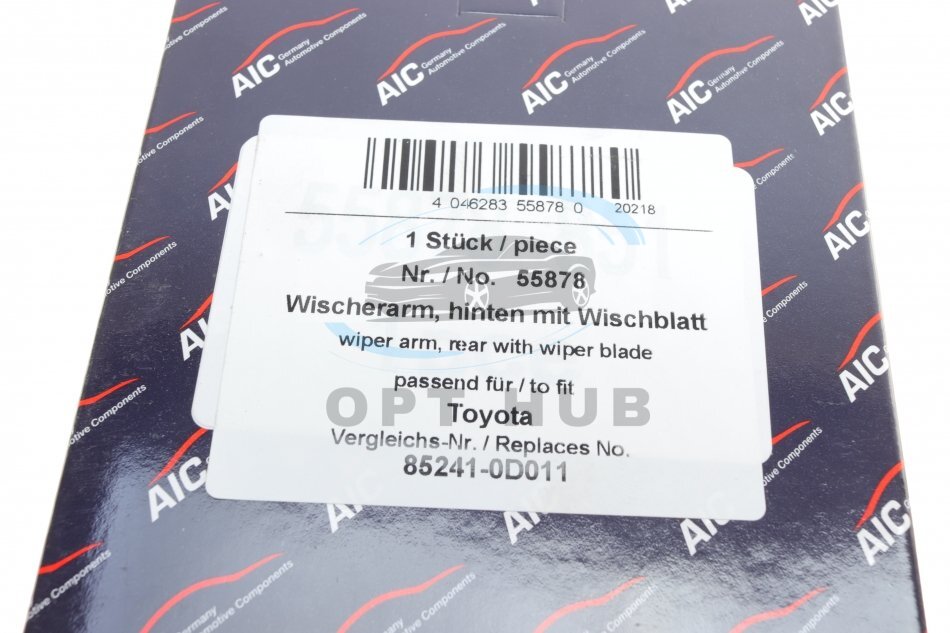 AIC Germany Automotive Components
4 046283 55878 0 20218
1 Stück / piece
Nr. / No. 55878
Wischerarm, hinten mit Wischblatt
wiper arm, rear with wiper blade
passend für / to fit
OPT HUB
Toyota
Vergleichs-Nr. / Replaces No.
85241-0D011